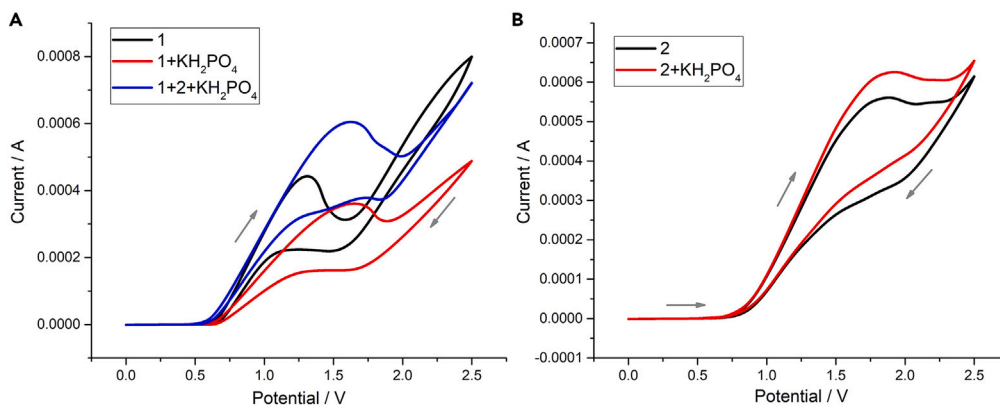 A
1
1+KH₂PO₄
1+2+KH₂PO₄
Current / A
0.0008
0.0006
0.0004
0.0002
0.0000
0.0 0.5 1.0 1.5 2.0 2.5
Potential / V
B
2
2+KH₂PO₄
Current / A
0.0007
0.0006
0.0005
0.0004
0.0003
0.0002
0.0001
0.0000
-0.0001
0.0 0.5 1.0 1.5 2.0 2.5
Potential / V